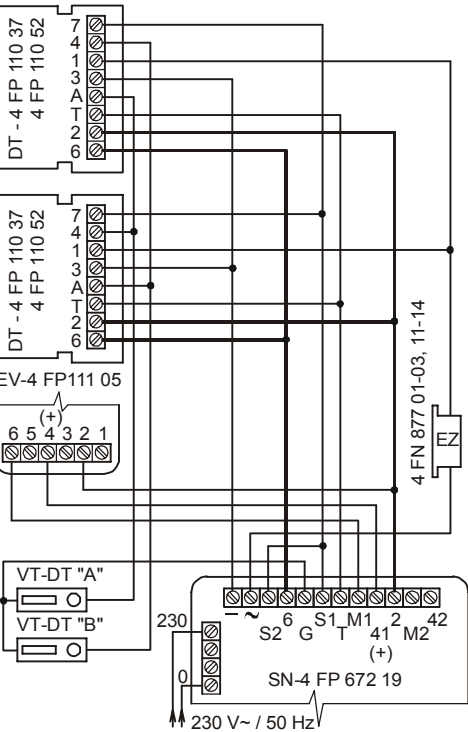 DT - 4 FP 110 37
4 FP 110 52
7
4
1
3
A
T
2
6
DT - 4 FP 110 37
4 FP 110 52
7
4
1
3
A
T
2
6
EV-4 FP111 05
(+)
6 5 4 3 2 1
4 FN 877 01-03, 11-14
EZ
VT-DT "A"
VT-DT "B"
230
0
– ~ S2 6 G S1 T M1 41 2 M2 42
(+)
SN-4 FP 672 19
230 V~ / 50 Hz